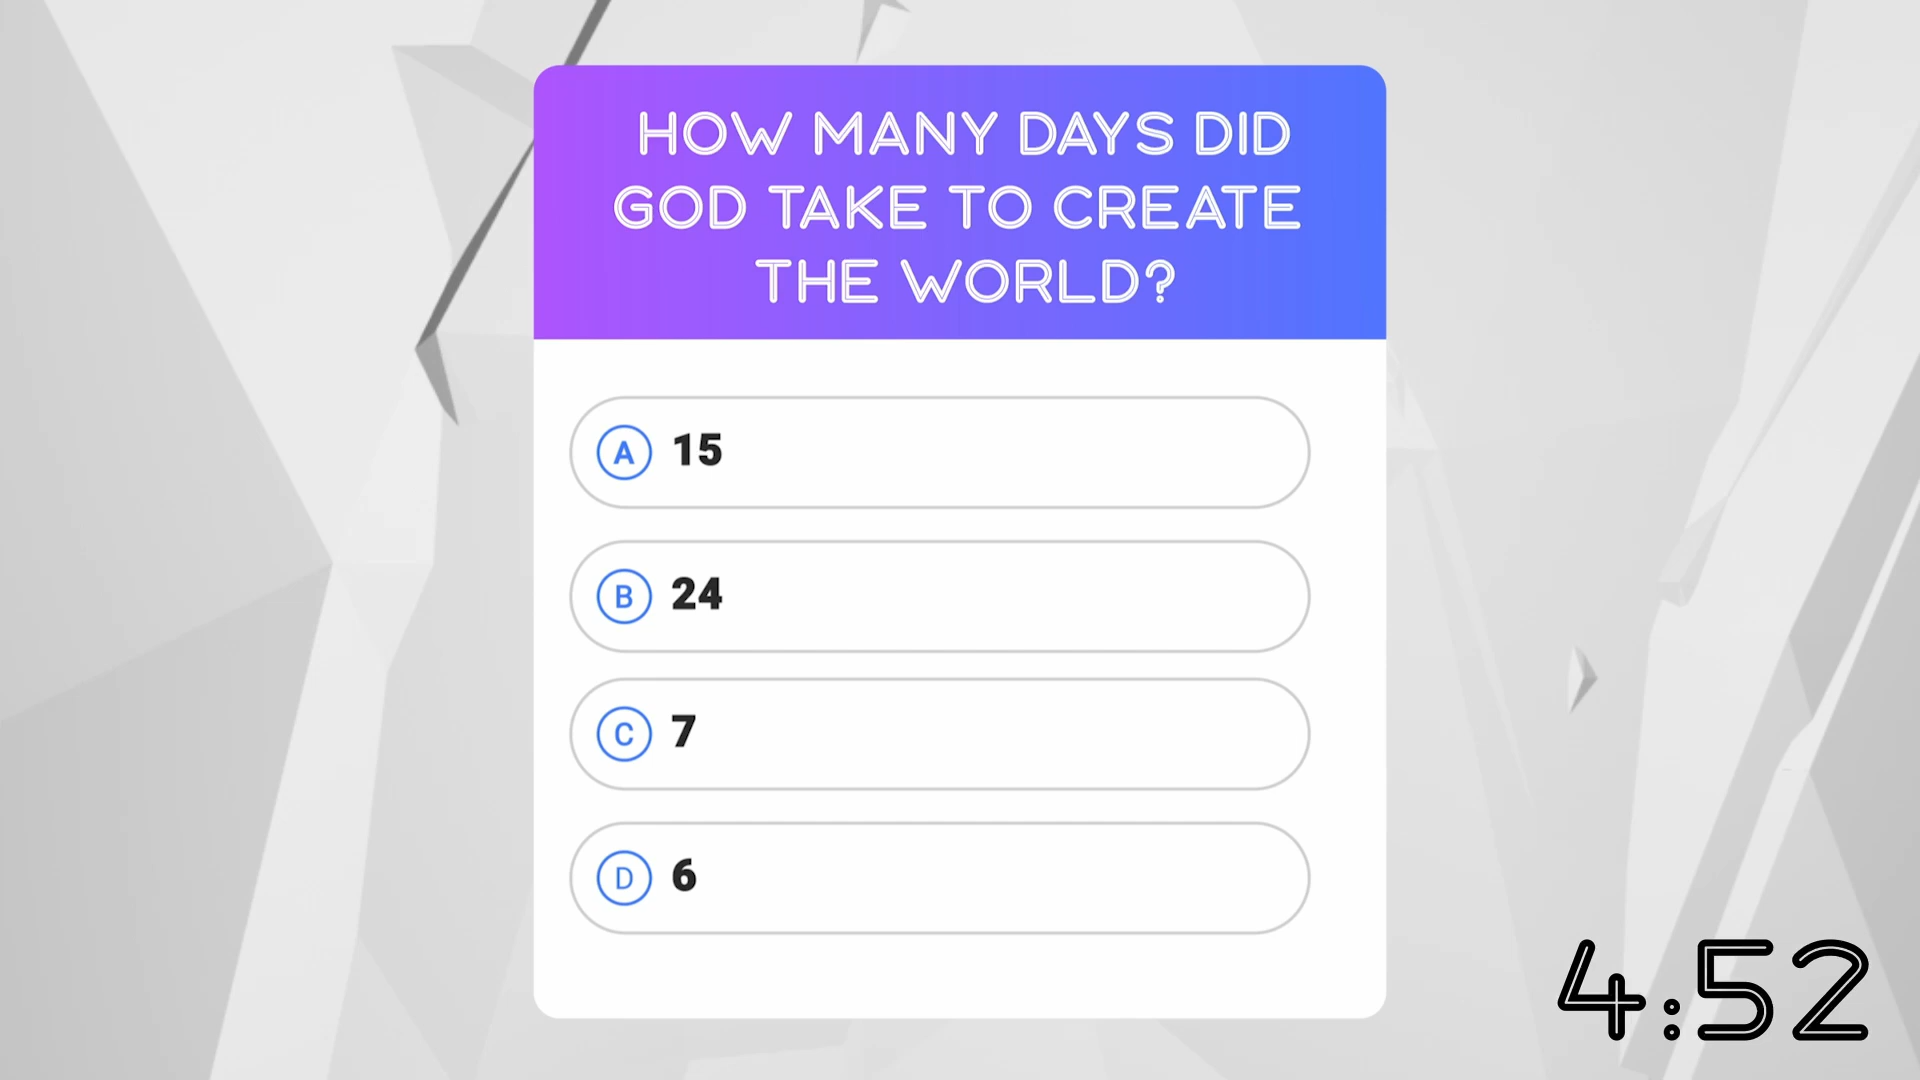 HOW MANY DAYS DID
GOD TAKE TO CREATE
THE WORLD?
A 15
B 24
C 7
D 6
4:52